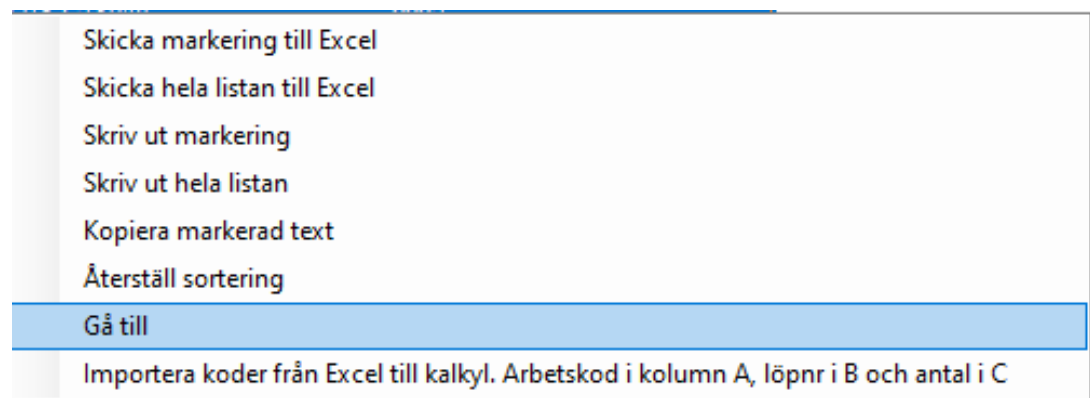 Skicka markering till Excel
Skicka hela listan till Excel
Skriv ut markering
Skriv ut hela listan
Kopiera markerad text
Återställ sortering
Gå till
Importera koder från Excel till kalkyl. Arbetskod i kolumn A, löpnr i B och antal i C